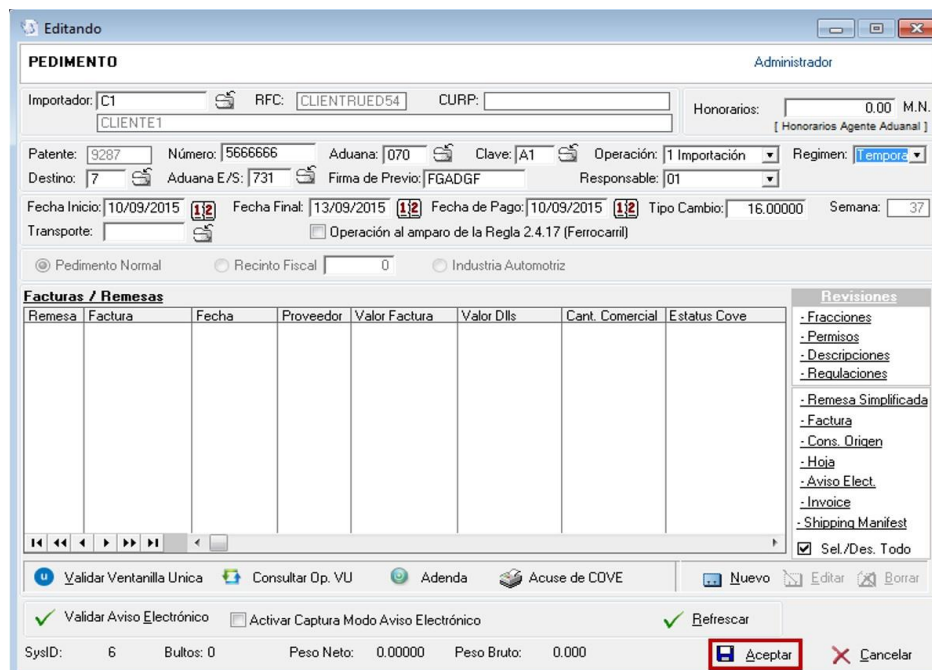 Editando
PEDIMENTO Administrador
Importador: C1 RFC: CLIENTRUED54 CURP: Honorarios: 0.00 M.N.
CLIENTE1 [ Honorarios Agente Aduanal ]
Patente: 9287 Número: 5666666 Aduana: 070 Clave: A1 Operación: 1 Importación Regimen: Tempora
Destino: 7 Aduana E/S: 731 Firma de Previo: FGADGF Responsable: 01
Fecha Inicio: 10/09/2015 12 Fecha Final: 13/09/2015 12 Fecha de Pago: 10/09/2015 12 Tipo Cambio: 16.00000 Semana: 37
Transporte: Operación al amparo de la Regla 2.4.17 (Ferrocarril)
Pedimento Normal Recinto Fiscal 0 Industria Automotriz
Facturas / Remesas Revisiones
Remesa Factura Fecha Proveedor Valor Factura Valor Dlls Cant. Comercial Estatus Cove
- Fracciones
- Permisos
- Descripciones
- Regulaciones
- Remesa Simplificada
- Factura
- Cons. Origen
- Hoja
- Aviso Elect.
- Invoice
- Shipping Manifest
Sel./Des. Todo
u Validar Ventanilla Unica Consultar Op. VU Adenda Acuse de COVE Nuevo Editar Borrar
Validar Aviso Electrónico Activar Captura Modo Aviso Electrónico Refrescar
SysID: 6 Bultos: 0 Peso Neto: 0.00000 Peso Bruto: 0.000 Aceptar Cancelar